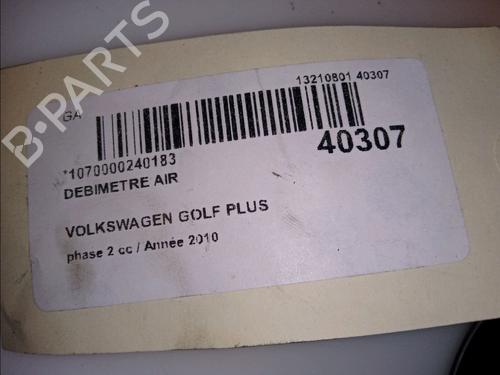 B-PARTS
GA
13210801 40307
*1070000240183
40307
DEBIMETRE AIR
VOLKSWAGEN GOLF PLUS
phase 2 cc / Année 2010